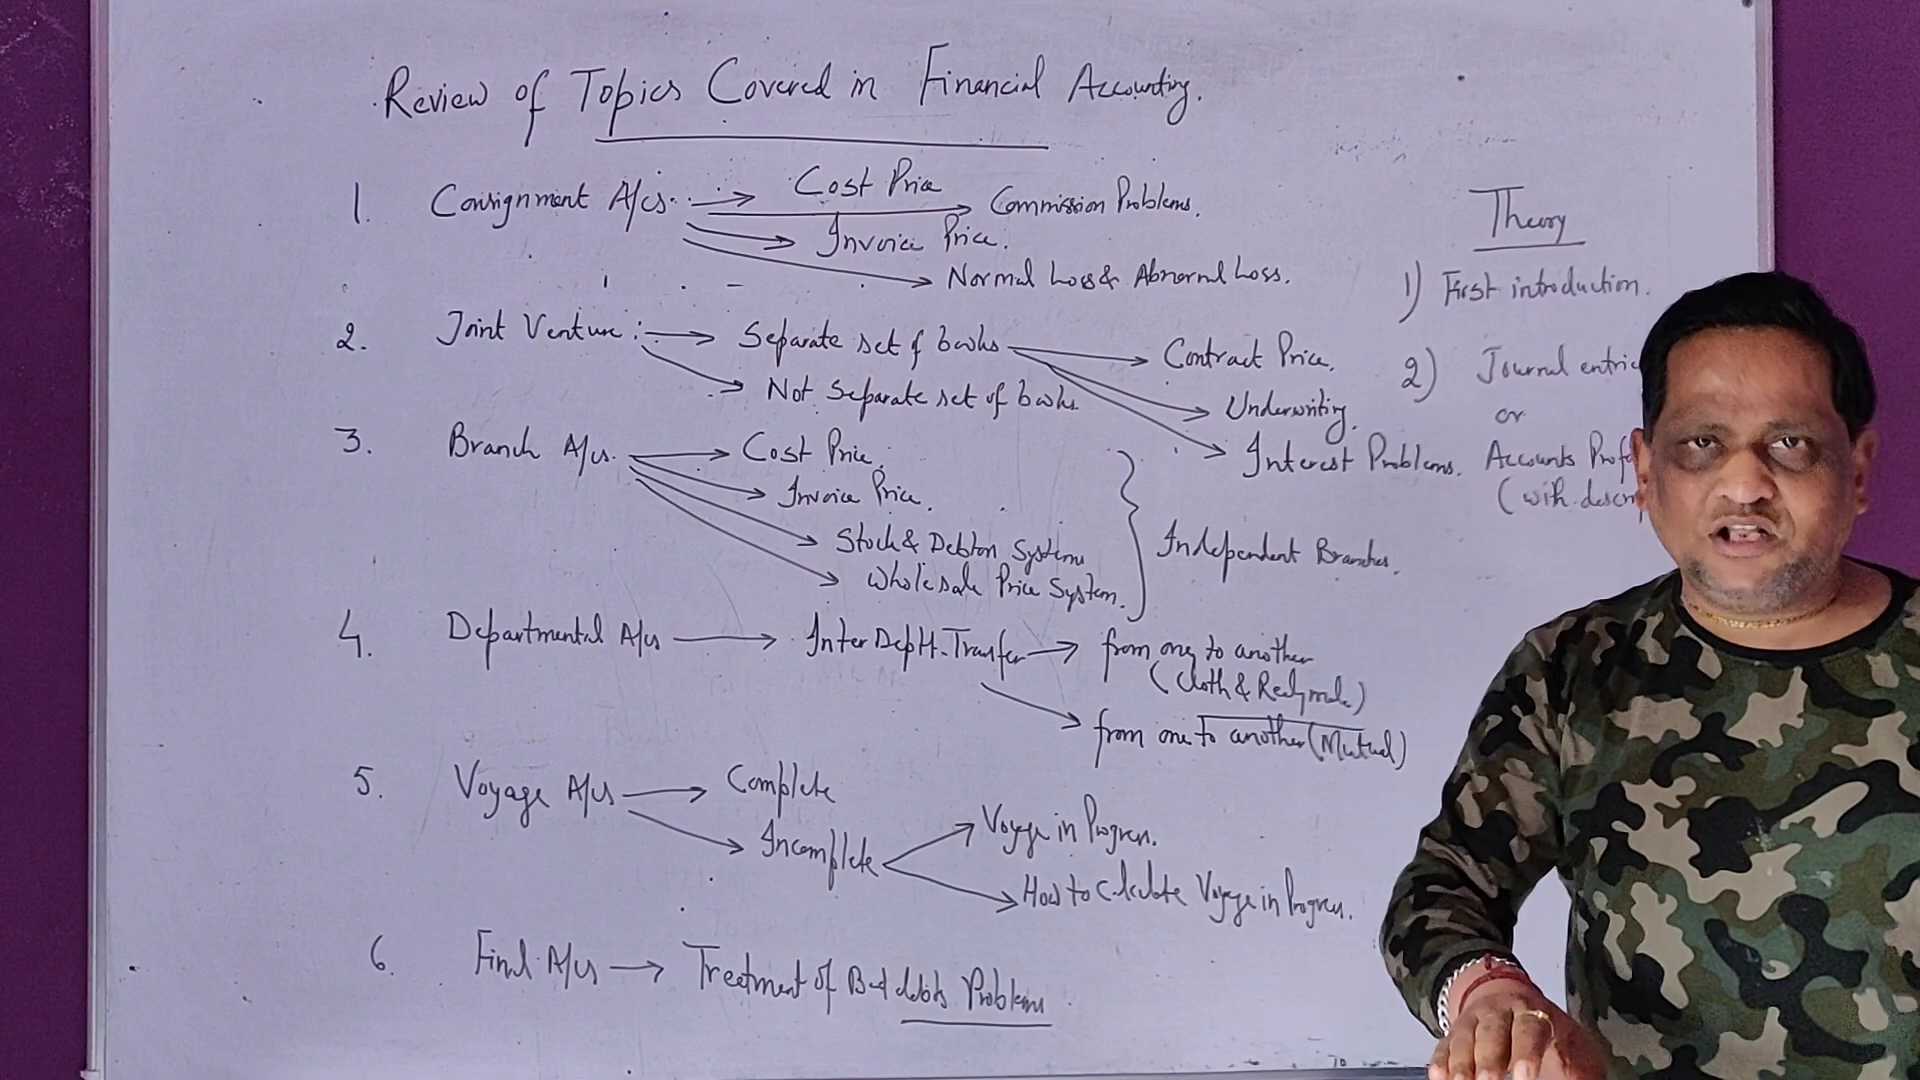 Review of Topics Covered in Financial Accounting.
1. Consignment A/cs. → Cost Price
→ Commission Problems.
→ Invoice Price.
→ Normal Loss & Abnormal Loss.
2. Joint Venture: → Separate set of books → Contract Price.
→ Underwriting.
→ Interest Problems.
→ Not Separate set of books.
3. Branch A/cs. → Cost Price.
→ Invoice Price.
→ Stock & Debtors System
→ Wholesale Price System.
} Independent Branches.
4. Departmental A/cs → Inter Deptt. Transfer → from one to another
(Cloth & Readymade)
→ from one to another (Mutual)
5. Voyage A/cs → Complete
→ Incomplete → Voyage in Progress.
→ How to Calculate Voyage in Progress.
6. Final A/cs → Treatment of Bad debts Problems
Theory
1) First introduction.
2) Journal
or
Accounts
(with